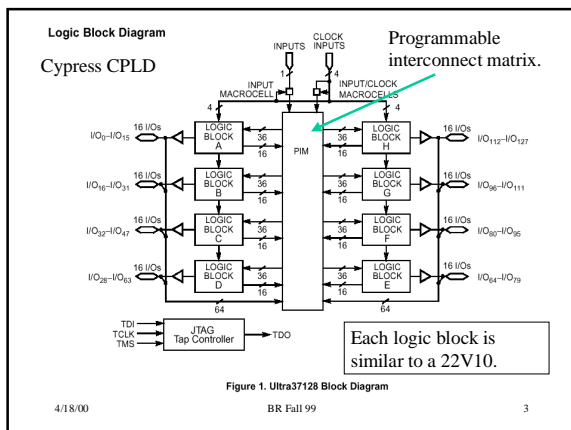 Logic Block Diagram
Cypress CPLD
INPUTS
CLOCK
INPUTS
Programmable
interconnect matrix.
1
4
INPUT
MACROCELL
INPUT/CLOCK
MACROCELLS
4
4
16 I/Os
I/O0–I/O15
LOGIC
BLOCK
A
36
16
PIM
36
16
LOGIC
BLOCK
H
16 I/Os
I/O112–I/O127
16 I/Os
I/O16–I/O31
LOGIC
BLOCK
B
36
16
36
16
LOGIC
BLOCK
G
16 I/Os
I/O96–I/O111
16 I/Os
I/O32–I/O47
LOGIC
BLOCK
C
36
16
36
16
LOGIC
BLOCK
F
16 I/Os
I/O80–I/O95
16 I/Os
I/O28–I/O63
LOGIC
BLOCK
D
36
16
36
16
LOGIC
BLOCK
E
16 I/Os
I/O64–I/O79
64
64
TDI
TCLK
TMS
JTAG
Tap Controller
TDO
Each logic block is
similar to a 22V10.
Figure 1. Ultra37128 Block Diagram
4/18/00
BR Fall 99
3